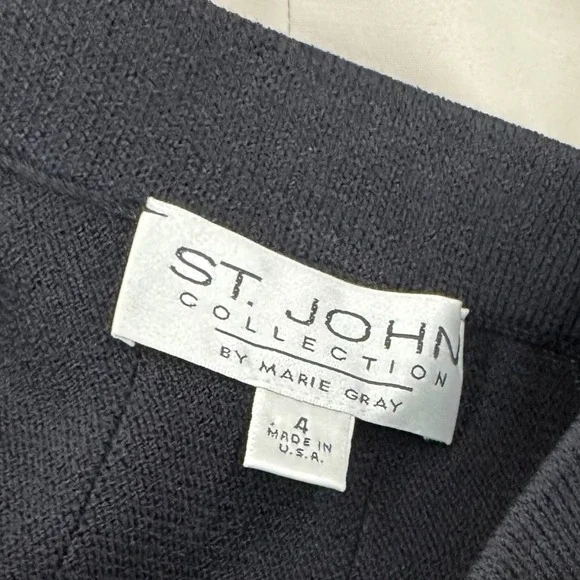 ST. JOHN
COLLECTION
BY MARIE GRAY
4
MADE IN
U.S.A.